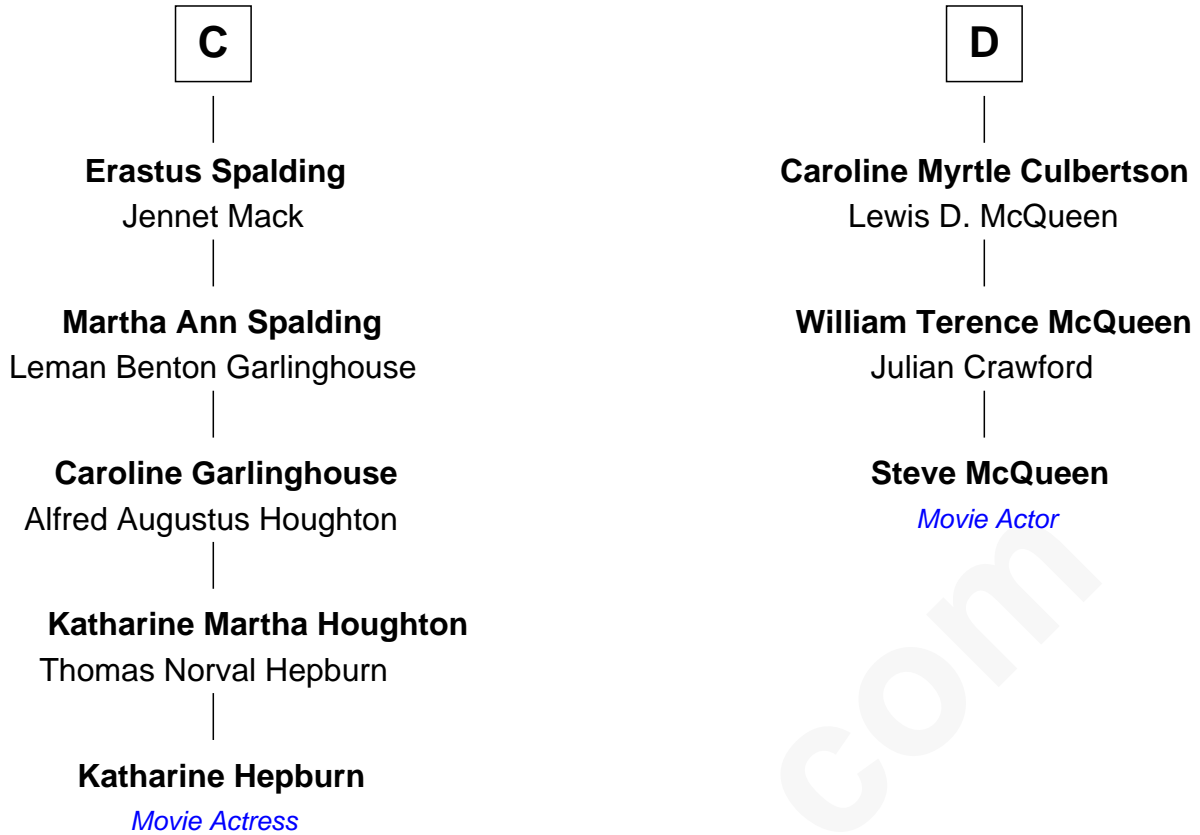 C
Erastus Spalding
Jennet Mack
Martha Ann Spalding
Leman Benton Garlinghouse
Caroline Garlinghouse
Alfred Augustus Houghton
Katharine Martha Houghton
Thomas Norval Hepburn
Katharine Hepburn
Movie Actress
D
Caroline Myrtle Culbertson
Lewis D. McQueen
William Terence McQueen
Julian Crawford
Steve McQueen
Movie Actor
com